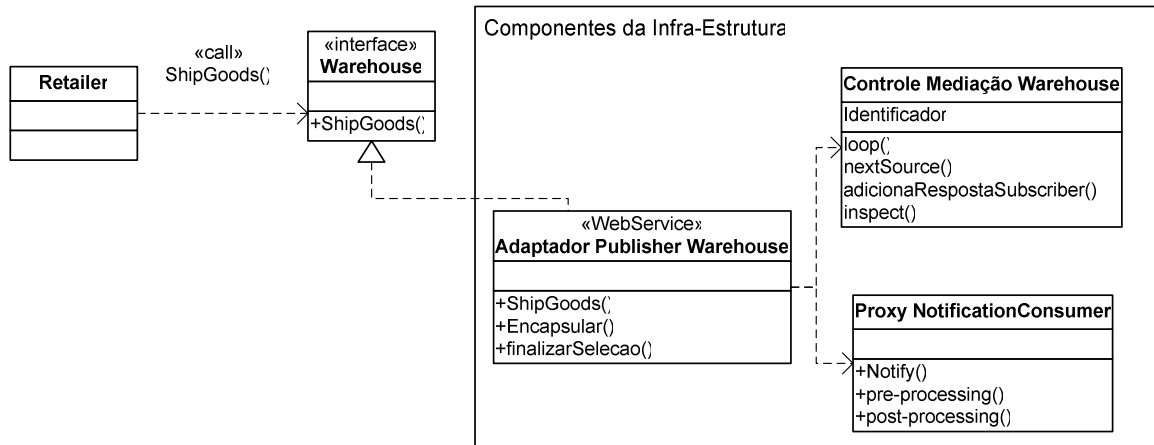 Componentes da Infra-Estrutura
«call»
ShipGoods()
Retailer
«interface»
Warehouse
+ShipGoods()
Controle Mediação Warehouse
Identificador
loop()
nextSource()
adicionaRespostaSubscriber()
inspect()
«WebService»
Adaptador Publisher Warehouse
+ShipGoods()
+Encapsular()
+finalizarSelecao()
Proxy NotificationConsumer
+Notify()
+pre-processing()
+post-processing()